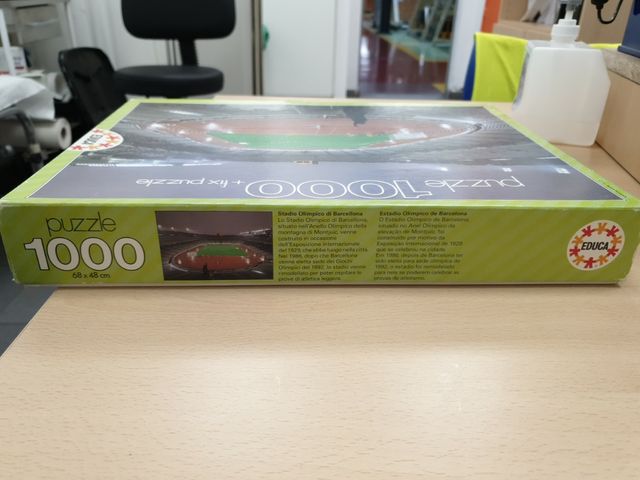 EDUCA
puzzle
1000
+ fix puzzle
puzzle
1000
68 x 48 cm
Stadio Olimpico di Barcellona
Lo Stadio Olimpico di Barcellona,
situato nell'Anello Olimpico della
montagna di Montjuic, venne
costruito in occasione
dell'Esposizione Internazionale
del 1929, che ebbe luogo nella città.
Nel 1986, dopo che Barcellona
venne eletta sede dei Giochi
Olimpici del 1992, lo stadio venne
rimodellato per poter ospitare le
prove di atletica leggera.
Estadio Olímpico de Barcelona
O Estadio Olímpico de Barcelona,
situado no Anel Olímpico da
elevação de Montjuic, foi
construído por motivo da
Exposição Internacional de 1929
que se celebrou na cidade.
Em 1986, depois de Barcelona ter
sido eleita para sede olímpica de
1992, o estádio foi remodelado
para nele se poderem celebrar as
provas de atletismo.
EDUCA